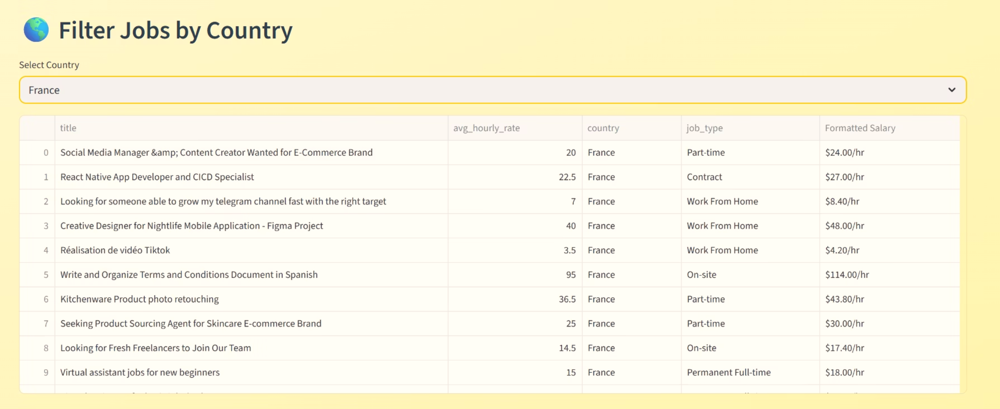 🌎 Filter Jobs by Country
Select Country
France
title avg_hourly_rate country job_type Formatted Salary
0 Social Media Manager &amp; Content Creator Wanted for E-Commerce Brand 20 France Part-time $24.00/hr
1 React Native App Developer and CICD Specialist 22.5 France Contract $27.00/hr
2 Looking for someone able to grow my telegram channel fast with the right target 7 France Work From Home $8.40/hr
3 Creative Designer for Nightlife Mobile Application - Figma Project 40 France Work From Home $48.00/hr
4 Réalisation de vidéo Tiktok 3.5 France Work From Home $4.20/hr
5 Write and Organize Terms and Conditions Document in Spanish 95 France On-site $114.00/hr
6 Kitchenware Product photo retouching 36.5 France Part-time $43.80/hr
7 Seeking Product Sourcing Agent for Skincare E-commerce Brand 25 France Part-time $30.00/hr
8 Looking for Fresh Freelancers to Join Our Team 14.5 France On-site $17.40/hr
9 Virtual assistant jobs for new beginners 15 France Permanent Full-time $18.00/hr